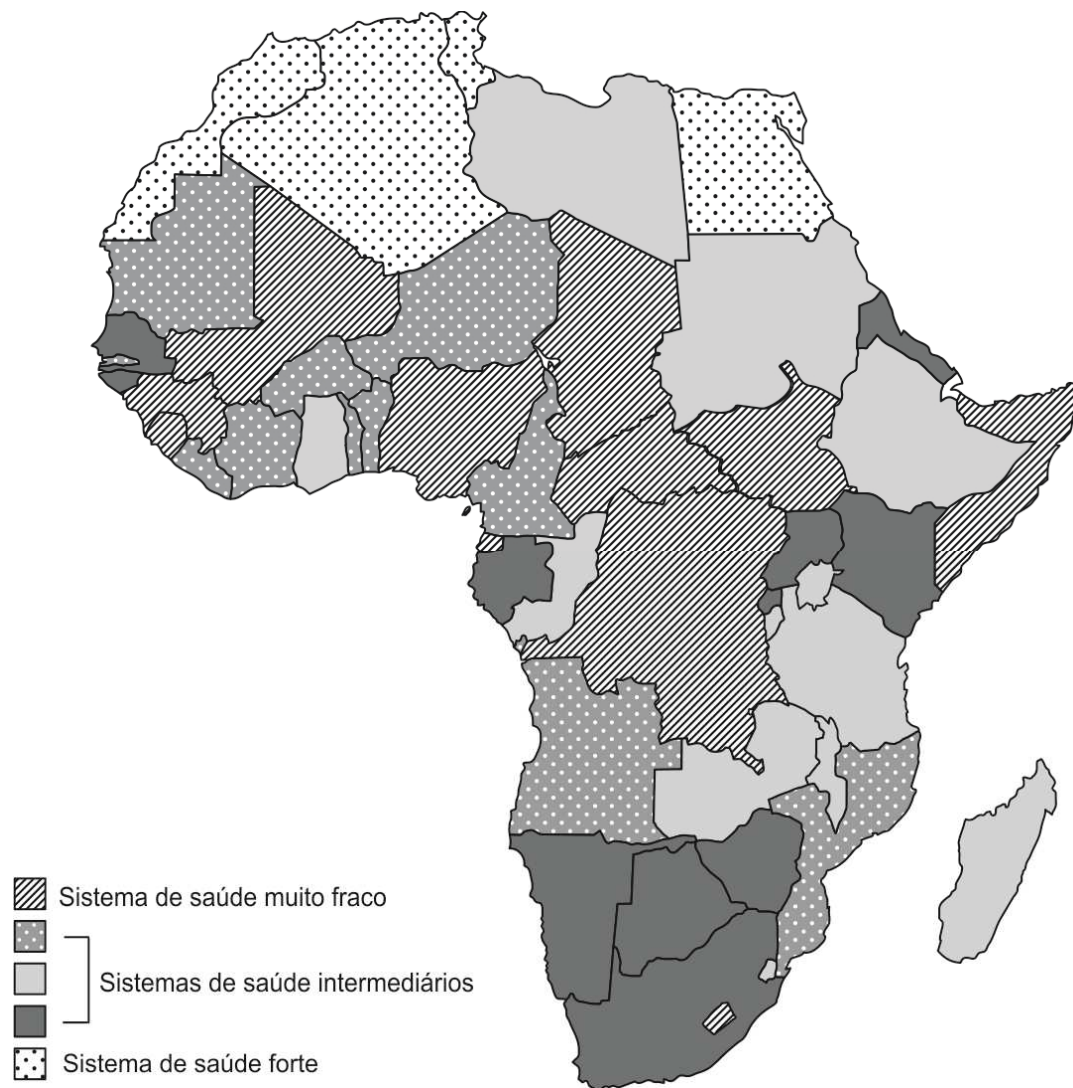 Sistema de saúde muito fraco
Sistemas de saúde intermediários
Sistema de saúde forte